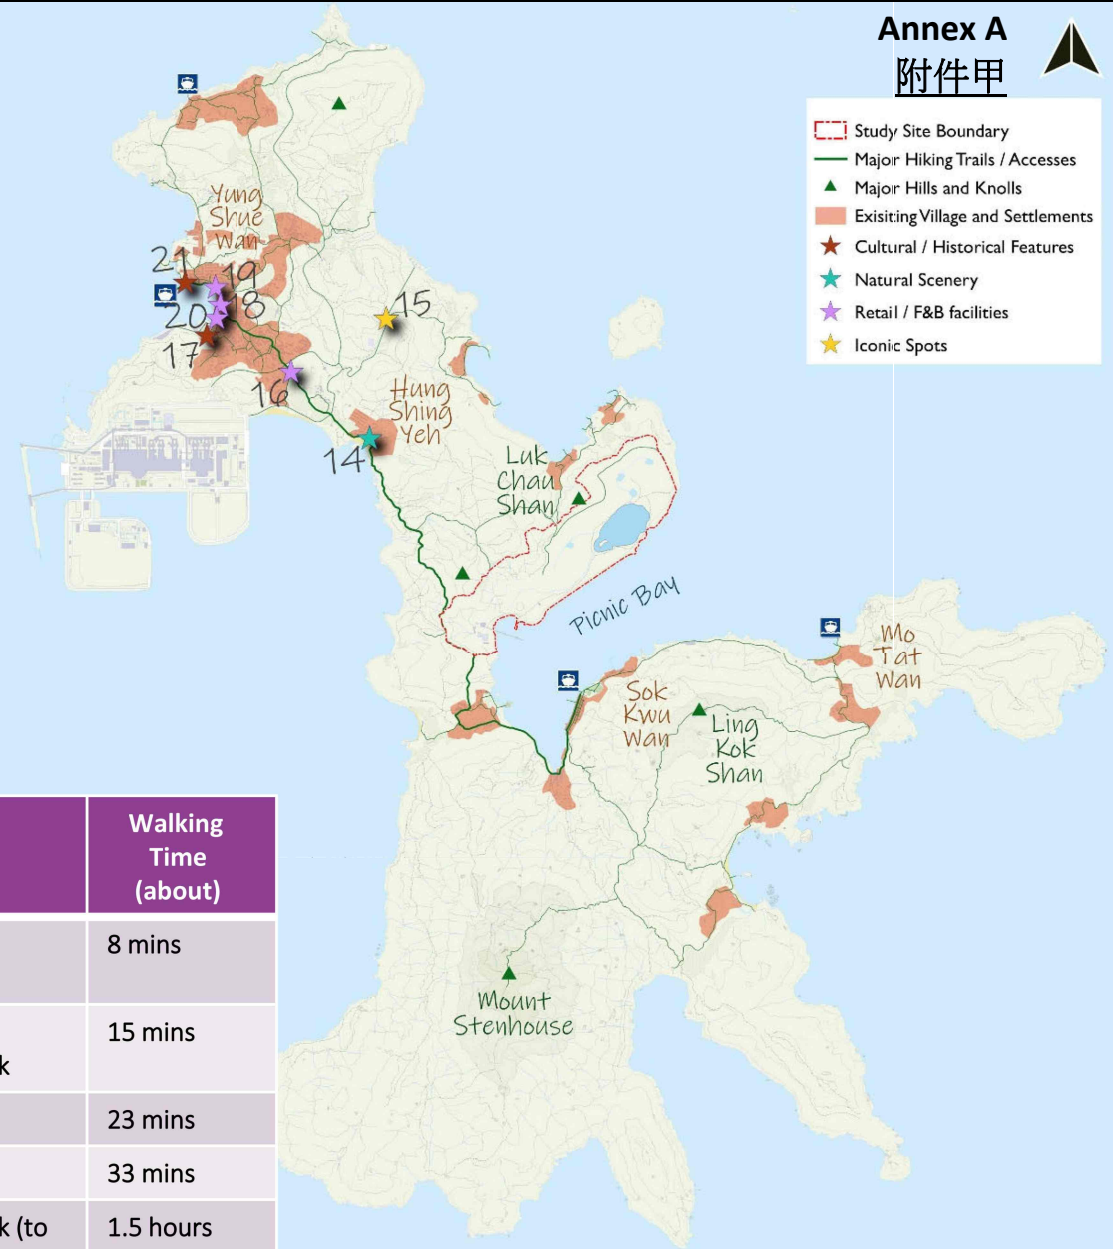 Annex A
附件甲
Study Site Boundary
Major Hiking Trails / Accesses
Major Hills and Knolls
Exisiting Village and Settlements
Cultural / Historical Features
Natural Scenery
Retail / F&B facilities
Iconic Spots
Yung
Shue
Wan
21
19
18
20
17
15
16
Hung
Shing
Yeh
14
Luk
Chau
Shan
Picnic Bay
Mo
Tat
Wan
Sok
Kwu
Wan
Ling
Kok
Shan
Mount
Stenhouse
Walking
Time
(about)
8 mins
15 mins
k
23 mins
33 mins
k (to
1.5 hours